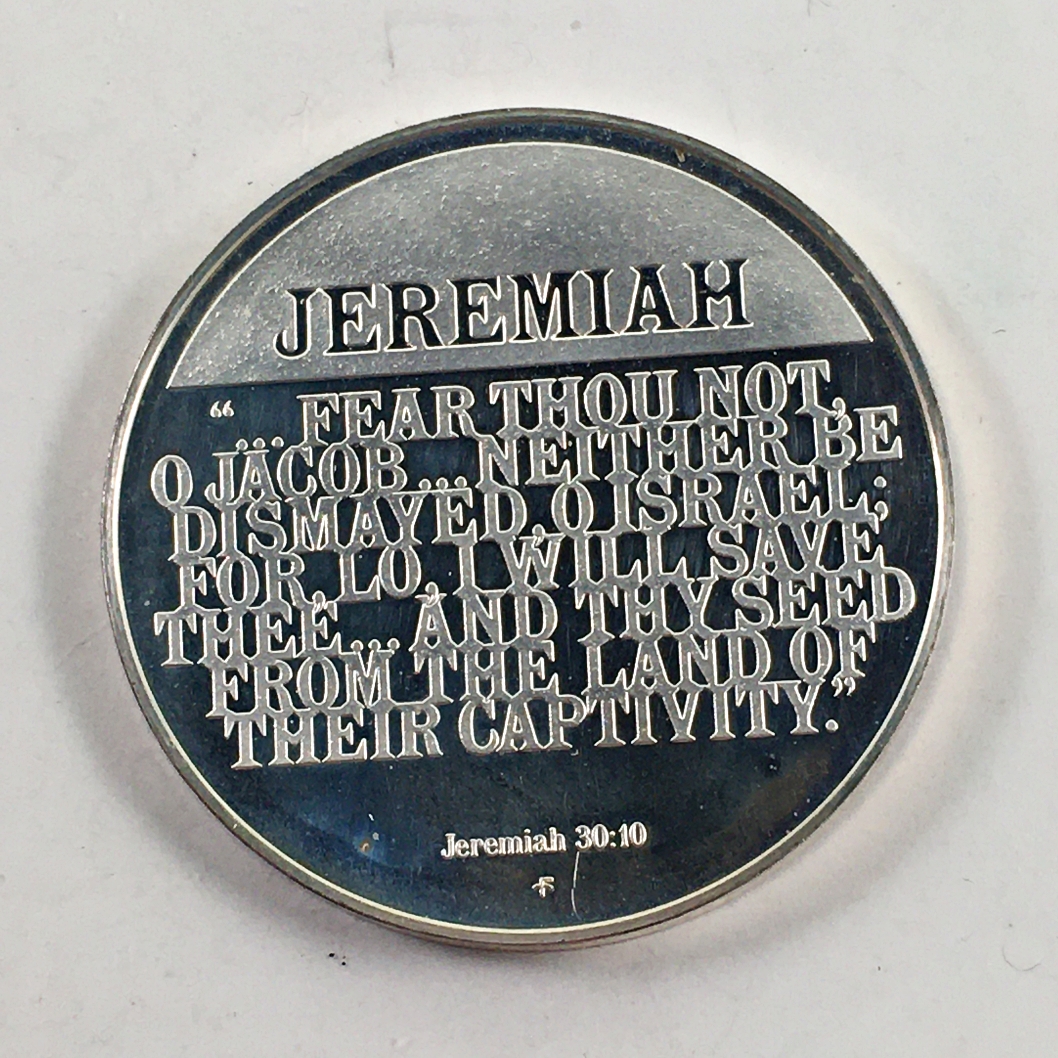 JEREMIAH
“... FEAR THOU NOT,
O JACOB... NEITHER BE
DISMAYED, O ISRAEL:
FOR, LO, I WILL SAVE
THEE... AND THY SEED
FROM THE LAND OF
THEIR CAPTIVITY.”
Jeremiah 30:10